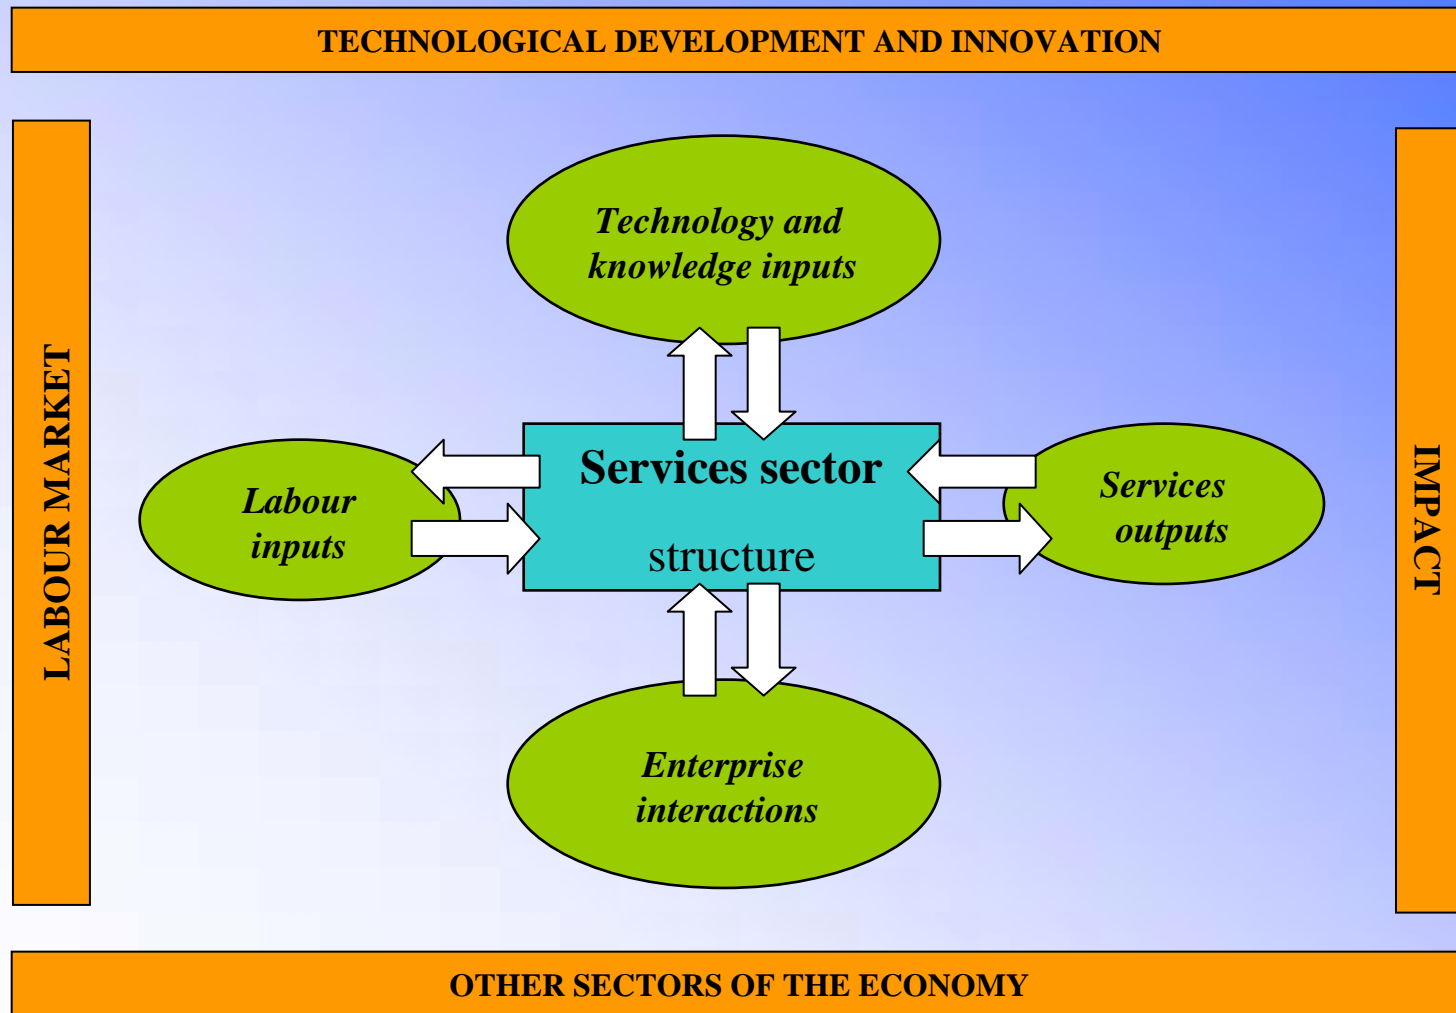 TECHNOLOGICAL DEVELOPMENT AND INNOVATION
Technology and
knowledge inputs
LABOUR MARKET
Labour
inputs
Services sector
structure
Services
outputs
IMPACT
Enterprise
interactions
OTHER SECTORS OF THE ECONOMY